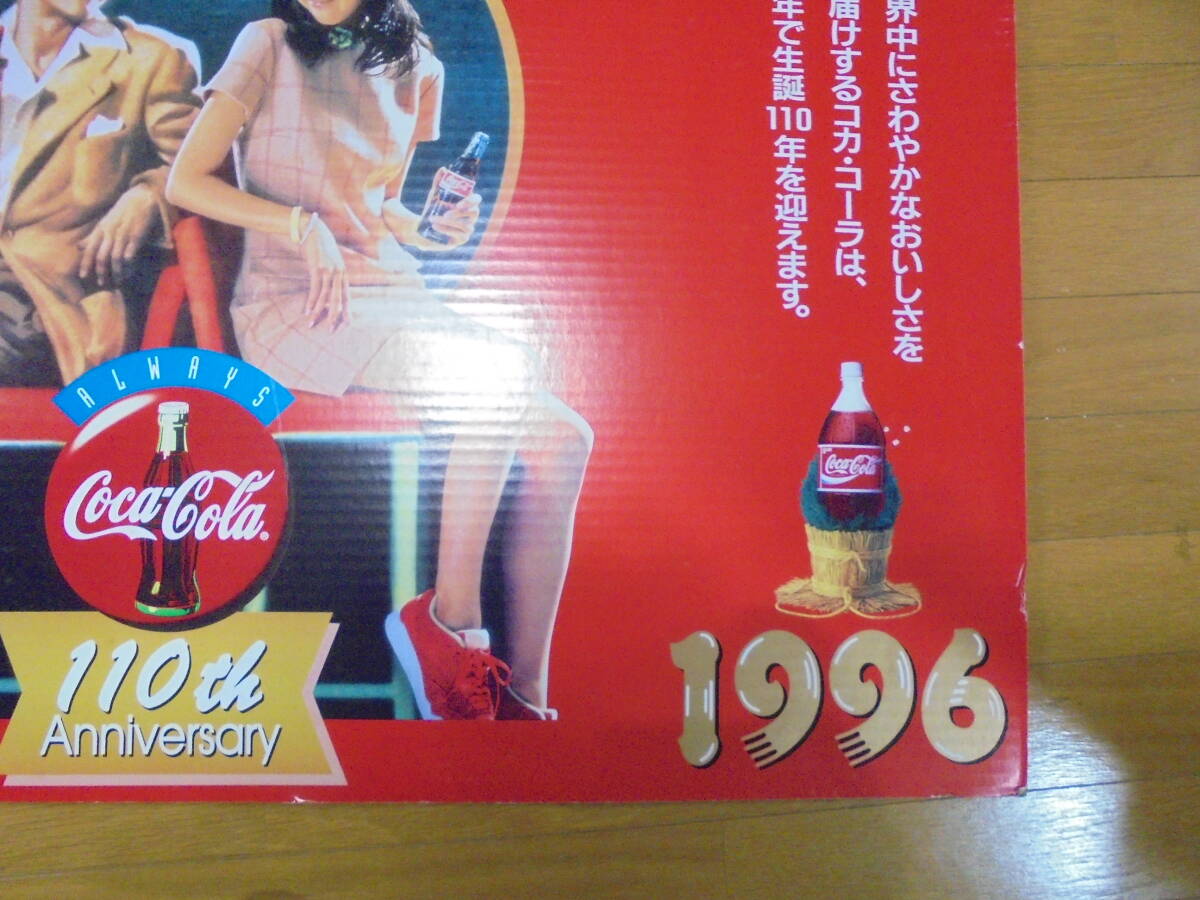 界中にさわやかなおいしさを
届けするコカ・コーラは、
年で生誕110年を迎えます。
ALWAYS
Coca-Cola
110th
Anniversary
Coca-Cola
1996